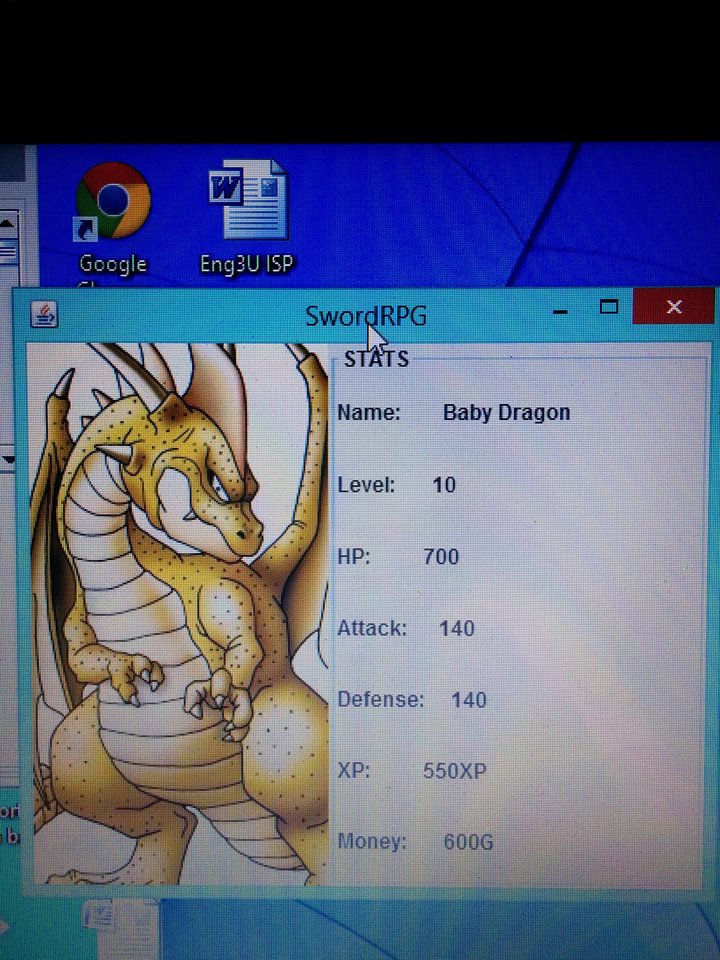 Google
Eng3U ISP
SwordRPG
STATS
Name: Baby Dragon
Level: 10
HP: 700
Attack: 140
Defense: 140
XP: 550XP
Money: 600G